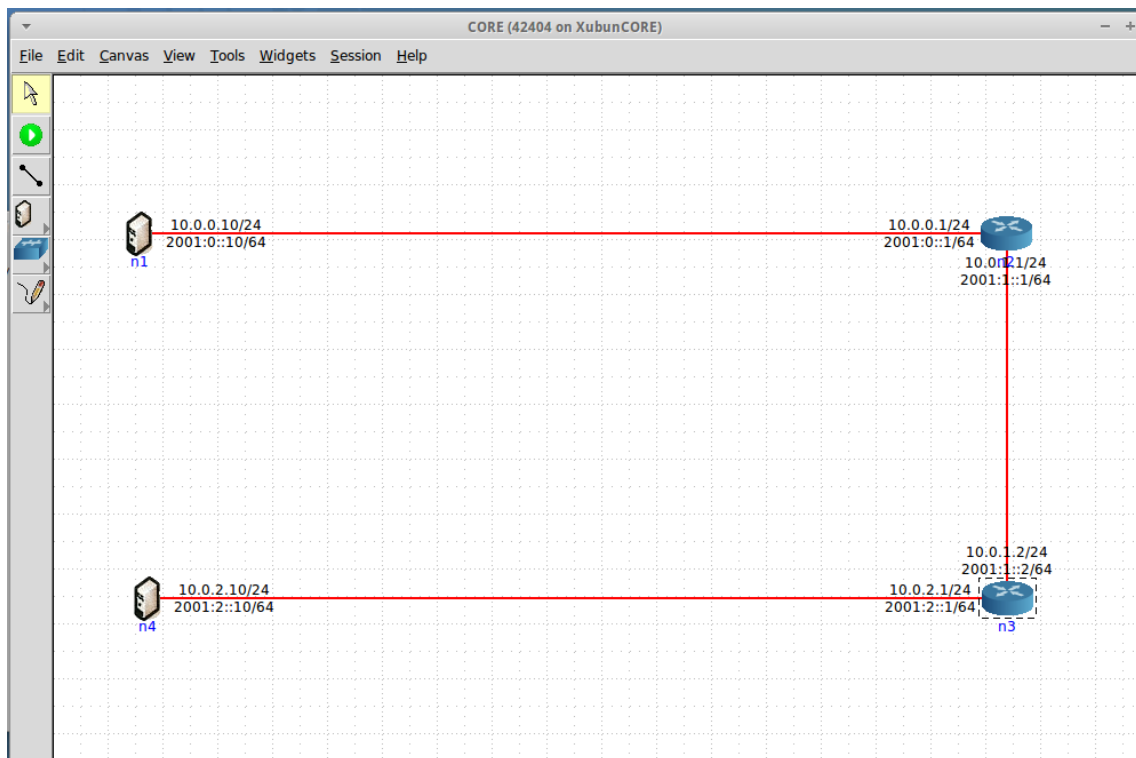 CORE (42404 on XubunCORE)
File Edit Canvas View Tools Widgets Session Help
10.0.0.10/24
2001:0::10/64
n1
10.0.0.1/24
2001:0::1/64
n2
2001:1::1/64
10.0.1.2/24
2001:1::2/64
10.0.2.10/24
2001:2::10/64
n4
10.0.2.1/24
2001:2::1/64
n3